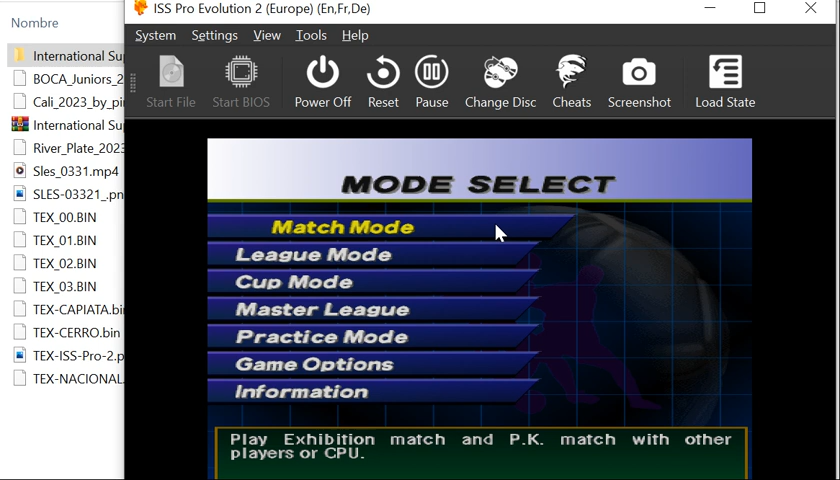 Nombre
International Su
BOCA_Juniors_2
Cali_2023_by_pi
International Su
River_Plate_2023
Sles_0331.mp4
SLES-03321_.pn
TEX_00.BIN
TEX_01.BIN
TEX_02.BIN
TEX_03.BIN
TEX-CAPIATA.bi
TEX-CERRO.bin
TEX-ISS-Pro-2.p
TEX-NACIONAL.
ISS Pro Evolution 2 (Europe) (En,Fr,De)
System Settings View Tools Help
Start File Start BIOS Power Off Reset Pause Change Disc Cheats Screenshot Load State
MODE SELECT
Match Mode
League Mode
Cup Mode
Master League
Practice Mode
Game Options
Information
Play Exhibition match and P.K. match with other
players or CPU.